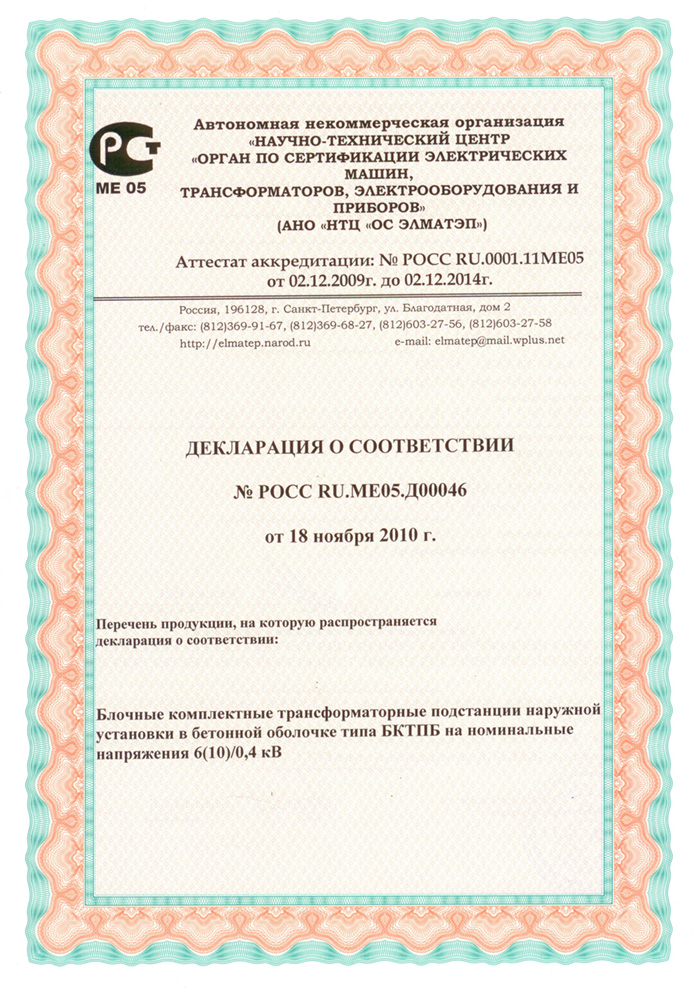 РСТ
МЕ 05
Автономная некоммерческая организация
«НАУЧНО-ТЕХНИЧЕСКИЙ ЦЕНТР
«ОРГАН ПО СЕРТИФИКАЦИИ ЭЛЕКТРИЧЕСКИХ
МАШИН,
ТРАНСФОРМАТОРОВ, ЭЛЕКТРООБОРУДОВАНИЯ И
ПРИБОРОВ»
(АНО «НТЦ «ОС ЭЛМАТЭП»)
Аттестат аккредитации: № РОСС RU.0001.11МЕ05
от 02.12.2009г. до 02.12.2014г.
Россия, 196128, г. Санкт-Петербург, ул. Благодатная, дом 2
тел./факс: (812)369-91-67, (812)369-68-27, (812)603-27-56, (812)603-27-58
http://elmatep.narod.ru e-mail: elmatep@mail.wplus.net
ДЕКЛАРАЦИЯ О СООТВЕТСТВИИ
№ РОСС RU.МЕ05.Д00046
от 18 ноября 2010 г.
Перечень продукции, на которую распространяется
декларация о соответствии:
Блочные комплектные трансформаторные подстанции наружной
установки в бетонной оболочке типа БКТПБ на номинальные
напряжения 6(10)/0,4 кВ